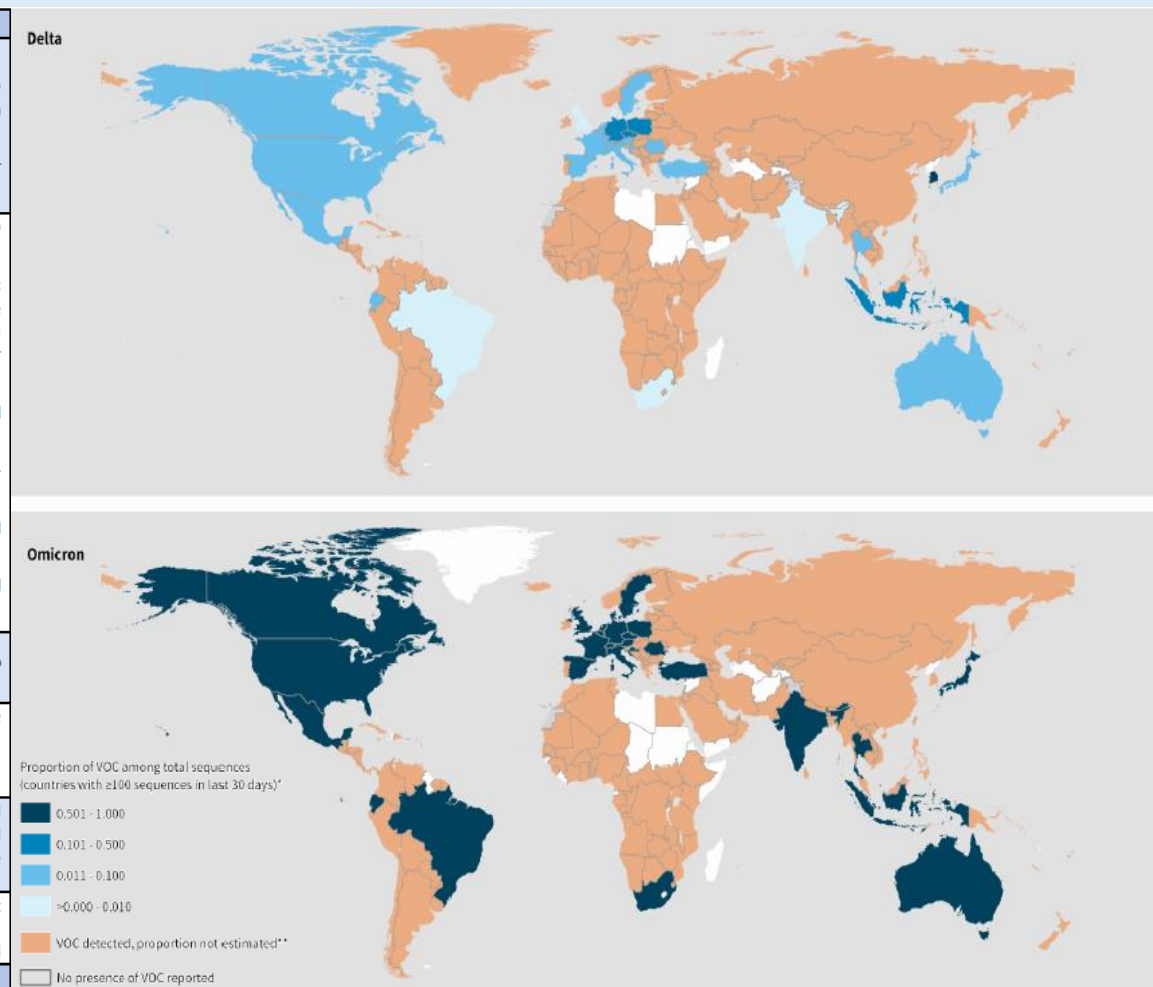 Delta
Omicron
Proportion of VOC among total sequences
(countries with ≥100 sequences in last 30 days)*
0.501 - 1.000
0.101 - 0.500
0.011 - 0.100
>0.000 - 0.010
VOC detected, proportion not estimated**
No presence of VOC reported